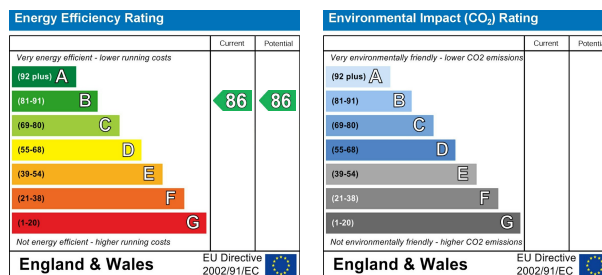 Energy Efficiency Rating
Current Potential
Very energy efficient - lower running costs
(92 plus) A
(81-91) B 86 86
(69-80) C
(55-68) D
(39-54) E
(21-38) F
(1-20) G
Not energy efficient - higher running costs
England & Wales
EU Directive
2002/91/EC
Environmental Impact (CO₂) Rating
Current Potential
Very environmentally friendly - lower CO2 emissions
(92 plus) A
(81-91) B
(69-80) C
(55-68) D
(39-54) E
(21-38) F
(1-20) G
Not environmentally friendly - higher CO2 emissions
England & Wales
EU Directive
2002/91/EC